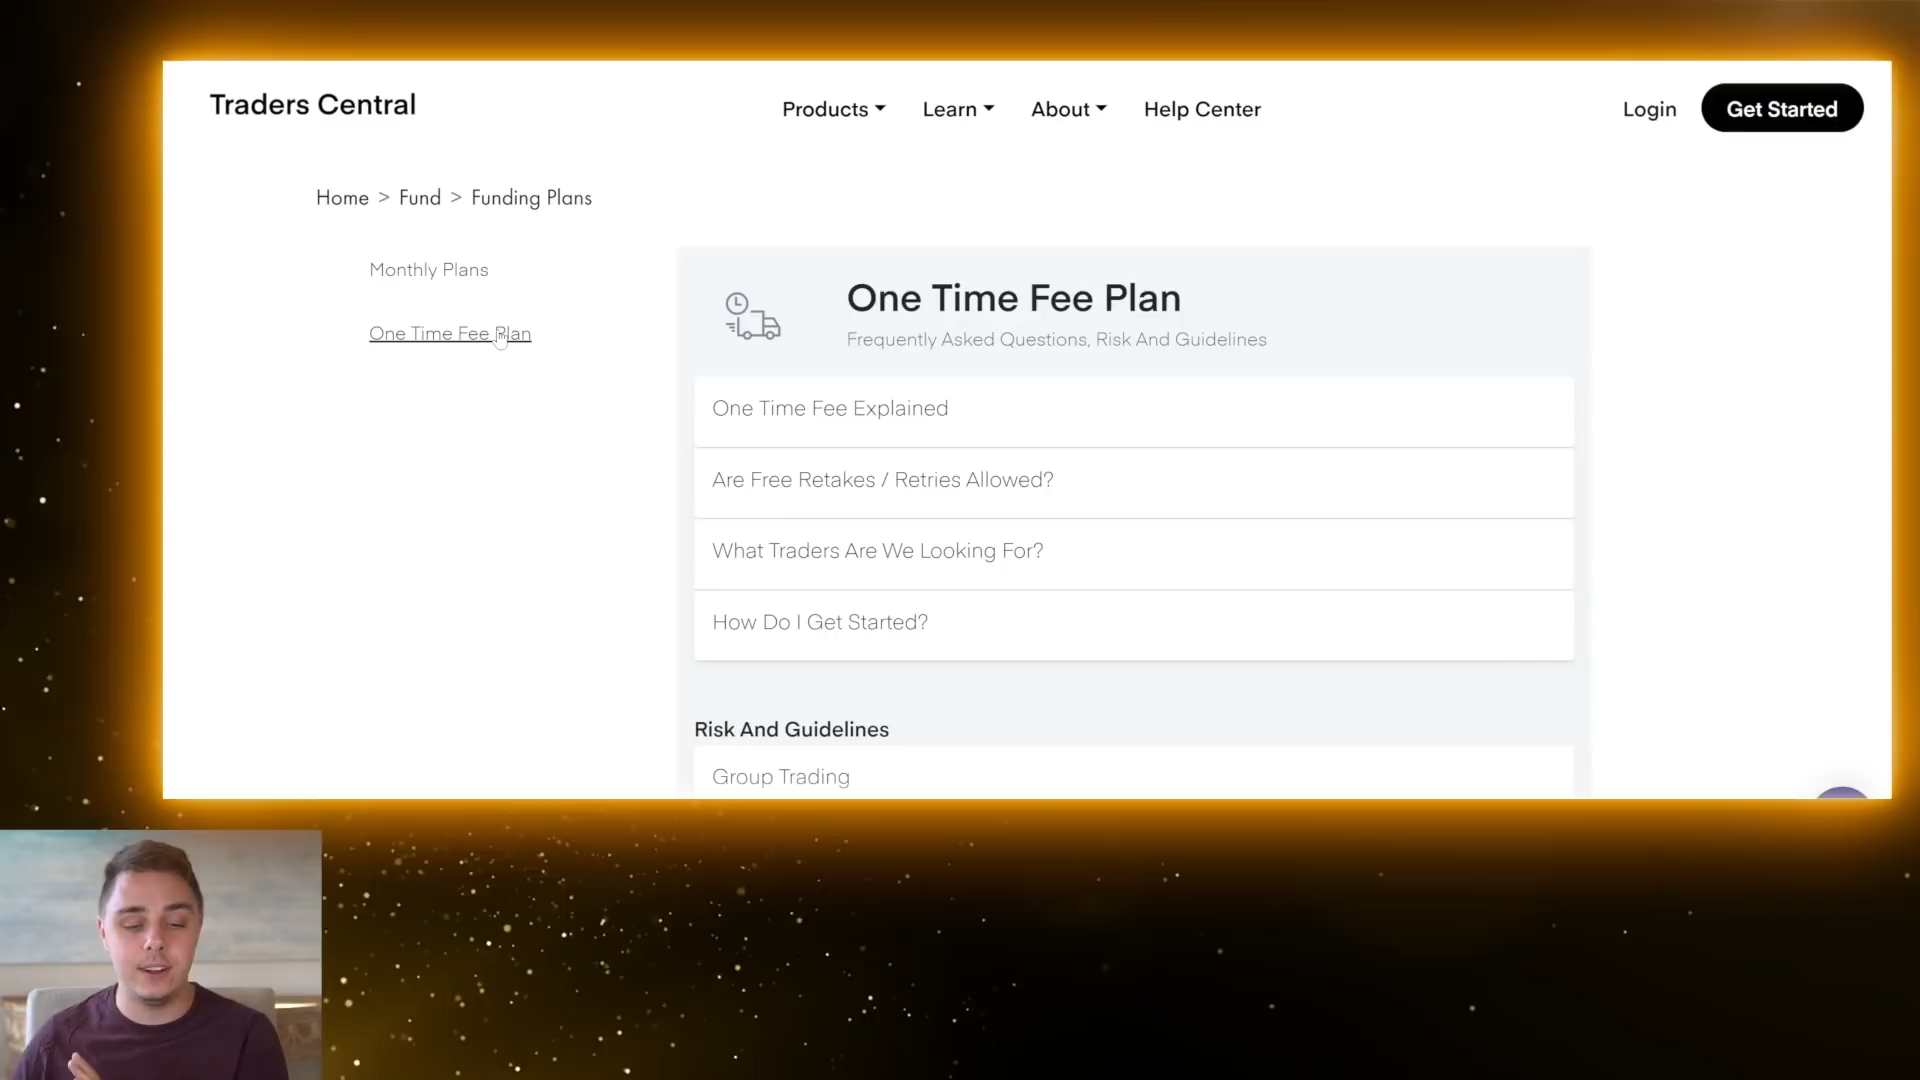 Traders Central
Products
Learn
About
Help Center
Login
Get Started
Home > Fund > Funding Plans
Monthly Plans
One Time Fee Plan
One Time Fee Plan
Frequently Asked Questions, Risk And Guidelines
One Time Fee Explained
Are Free Retakes / Retries Allowed?
What Traders Are We Looking For?
How Do I Get Started?
Risk And Guidelines
Group Trading